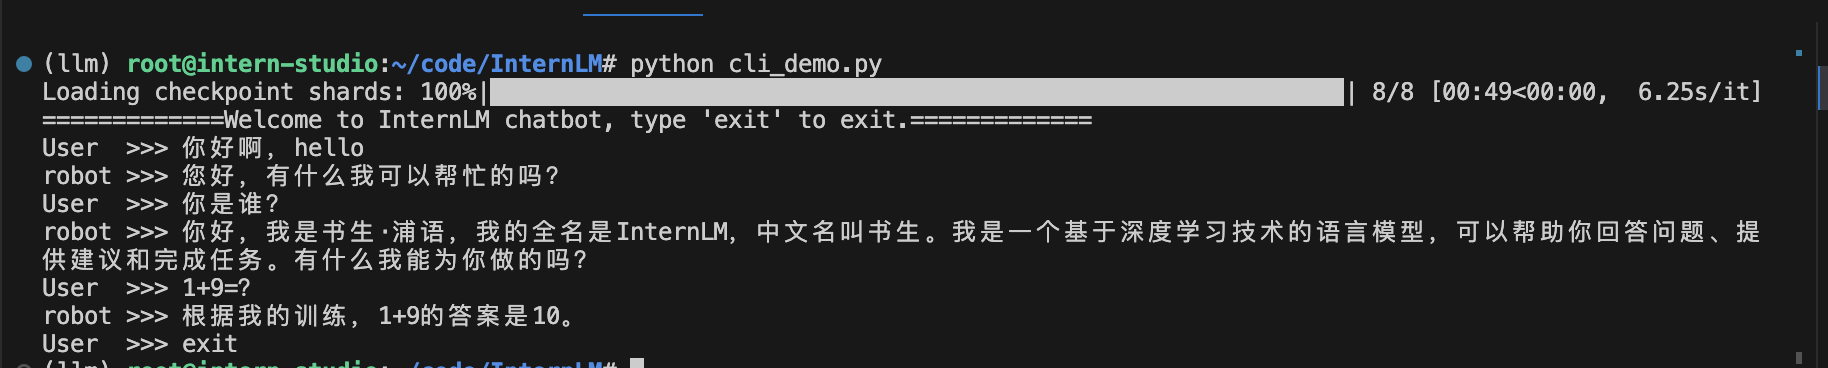 (llm) root@intern-studio:~/code/InternLM# python cli_demo.py
Loading checkpoint shards: 100%|██████████| 8/8 [00:49<00:00,  6.25s/it]
=============Welcome to InternLM chatbot, type 'exit' to exit.=============
User  >>> 你好啊, hello
robot >>> 您好，有什么我可以帮忙的吗？
User  >>> 你是谁？
robot >>> 你好，我是书生·浦语，我的全名是InternLM，中文名叫书生。我是一个基于深度学习技术的语言模型，可以帮助你回答问题、提
供建议和完成任务。有什么我能为你做的吗？
User  >>> 1+9=?
robot >>> 根据我的训练，1+9的答案是10。
User  >>> exit
(llm) root@intern-studio:~/code/InternLM#